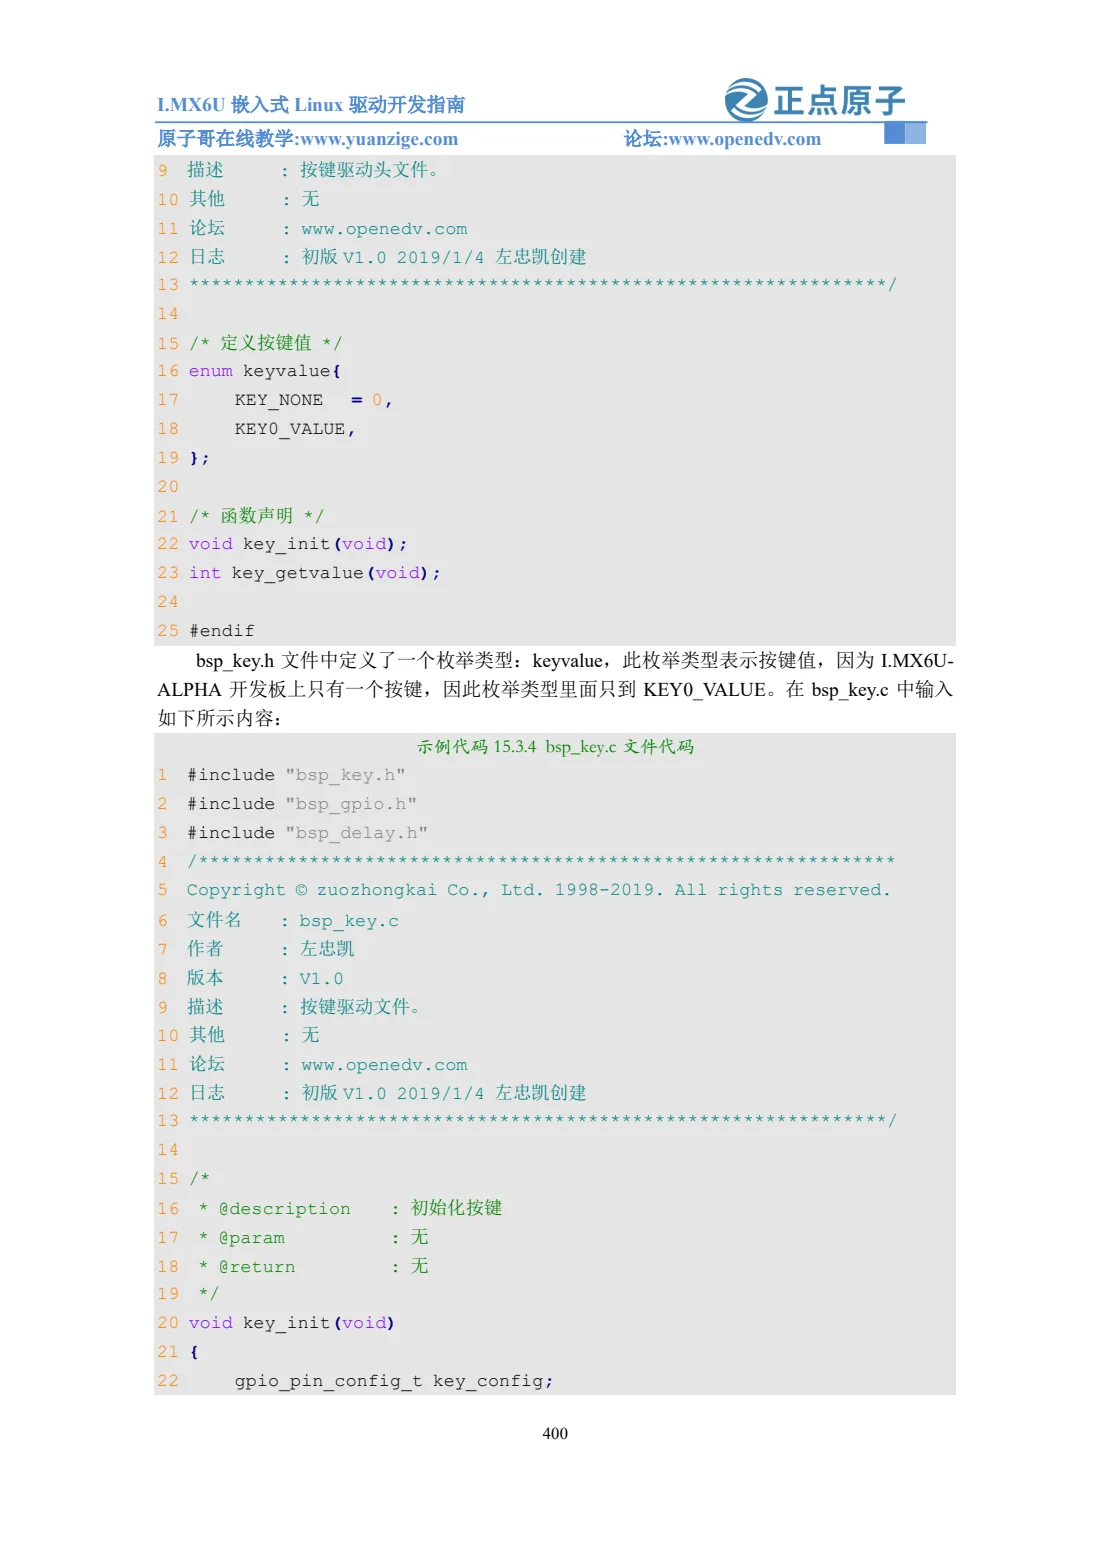 I.MX6U 嵌入式 Linux 驱动开发指南
正点原子
原子哥在线教学:www.yuanzige.com 论坛:www.openedv.com
9 描述 : 按键驱动头文件。
10 其他 : 无
11 论坛 : www.openedv.com
12 日志 : 初版 V1.0 2019/1/4 左忠凯创建
13 ***************************************************************/
14
15 /* 定义按键值 */
16 enum keyvalue{
17 KEY_NONE = 0,
18 KEY0_VALUE,
19 };
20
21 /* 函数声明 */
22 void key_init(void);
23 int key_getvalue(void);
24
25 #endif
bsp_key.h 文件中定义了一个枚举类型：keyvalue，此枚举类型表示按键值，因为 I.MX6U-
ALPHA 开发板上只有一个按键，因此枚举类型里面只到 KEY0_VALUE。在 bsp_key.c 中输入
如下所示内容：
示例代码 15.3.4 bsp_key.c 文件代码
1 #include "bsp_key.h"
2 #include "bsp_gpio.h"
3 #include "bsp_delay.h"
4 /***************************************************************
5 Copyright © zuozhongkai Co., Ltd. 1998-2019. All rights reserved.
6 文件名 : bsp_key.c
7 作者 : 左忠凯
8 版本 : V1.0
9 描述 : 按键驱动文件。
10 其他 : 无
11 论坛 : www.openedv.com
12 日志 : 初版 V1.0 2019/1/4 左忠凯创建
13 ***************************************************************/
14
15 /*
16 * @description : 初始化按键
17 * @param : 无
18 * @return : 无
19 */
20 void key_init(void)
21 {
22 gpio_pin_config_t key_config;
400